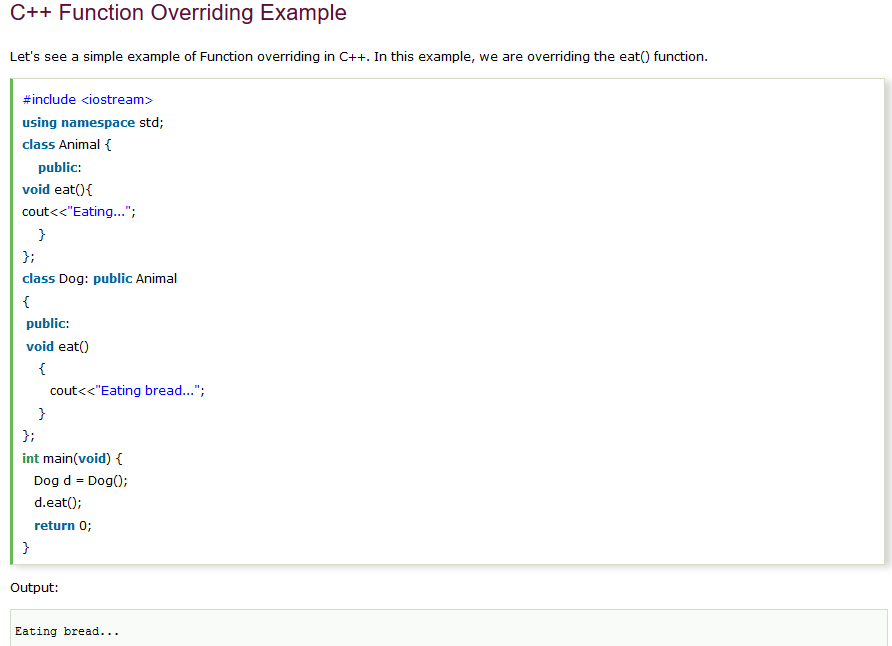 C++ Function Overriding Example
Let's see a simple example of Function overriding in C++. In this example, we are overriding the eat() function.
#include <iostream>
using namespace std;
class Animal {
public:
void eat(){
cout<<"Eating...";
}
};
class Dog: public Animal
{
public:
void eat()
{
cout<<"Eating bread...";
}
};
int main(void) {
Dog d = Dog();
d.eat();
return 0;
}
Output:
Eating bread...